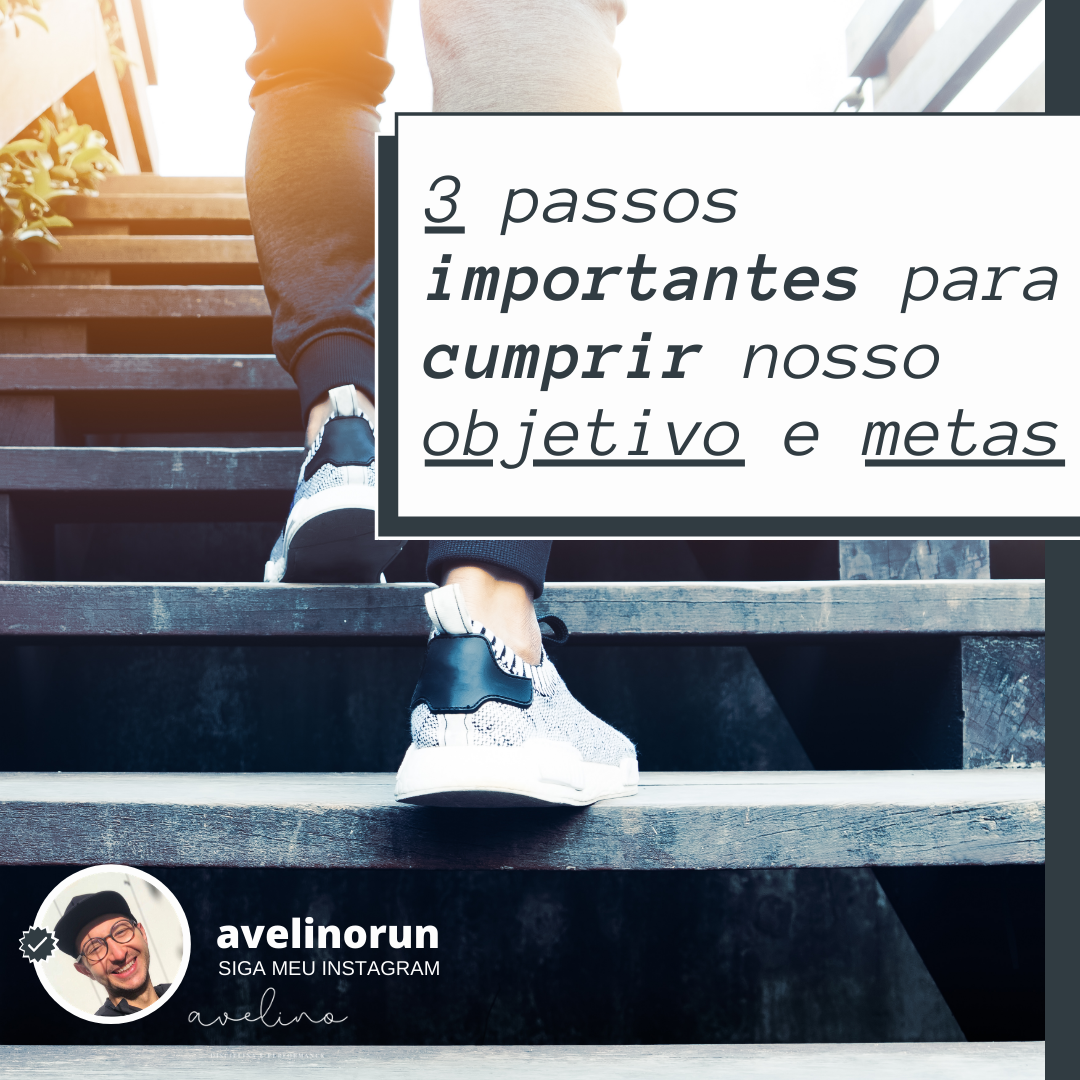 3 passos
importantes para
cumprir nosso
objetivo e metas
avelinorun
SIGA MEU INSTAGRAM
avelino